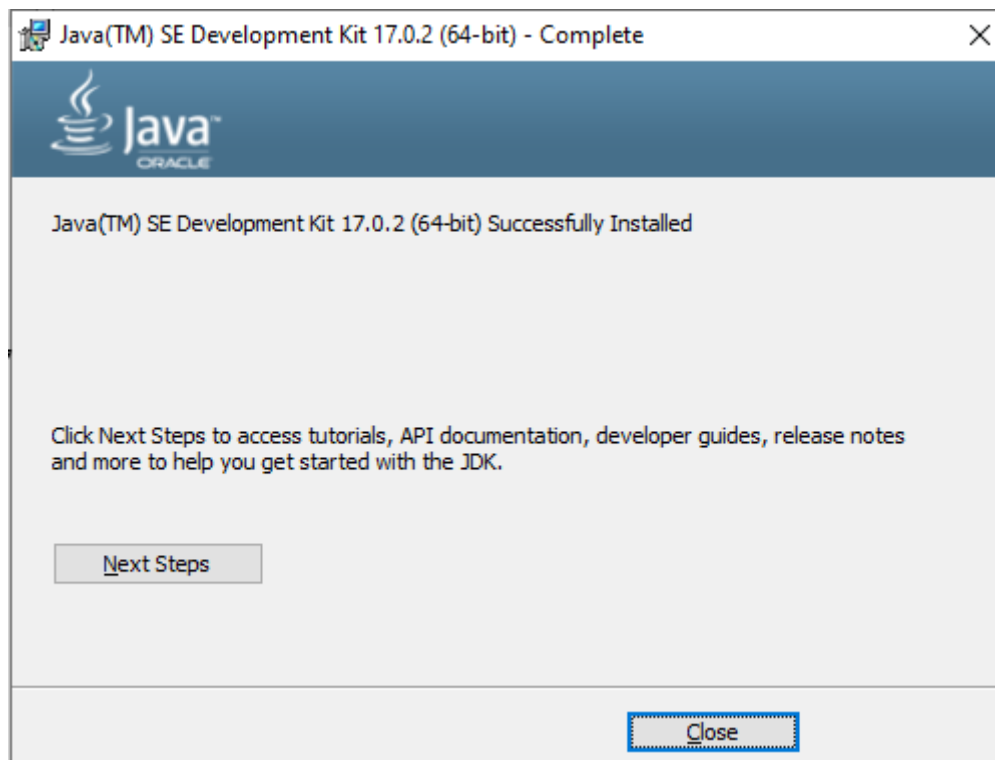 Java(TM) SE Development Kit 17.0.2 (64-bit) - Complete
Java™
ORACLE
Java(TM) SE Development Kit 17.0.2 (64-bit) Successfully Installed
Click Next Steps to access tutorials, API documentation, developer guides, release notes
and more to help you get started with the JDK.
Next Steps
Close